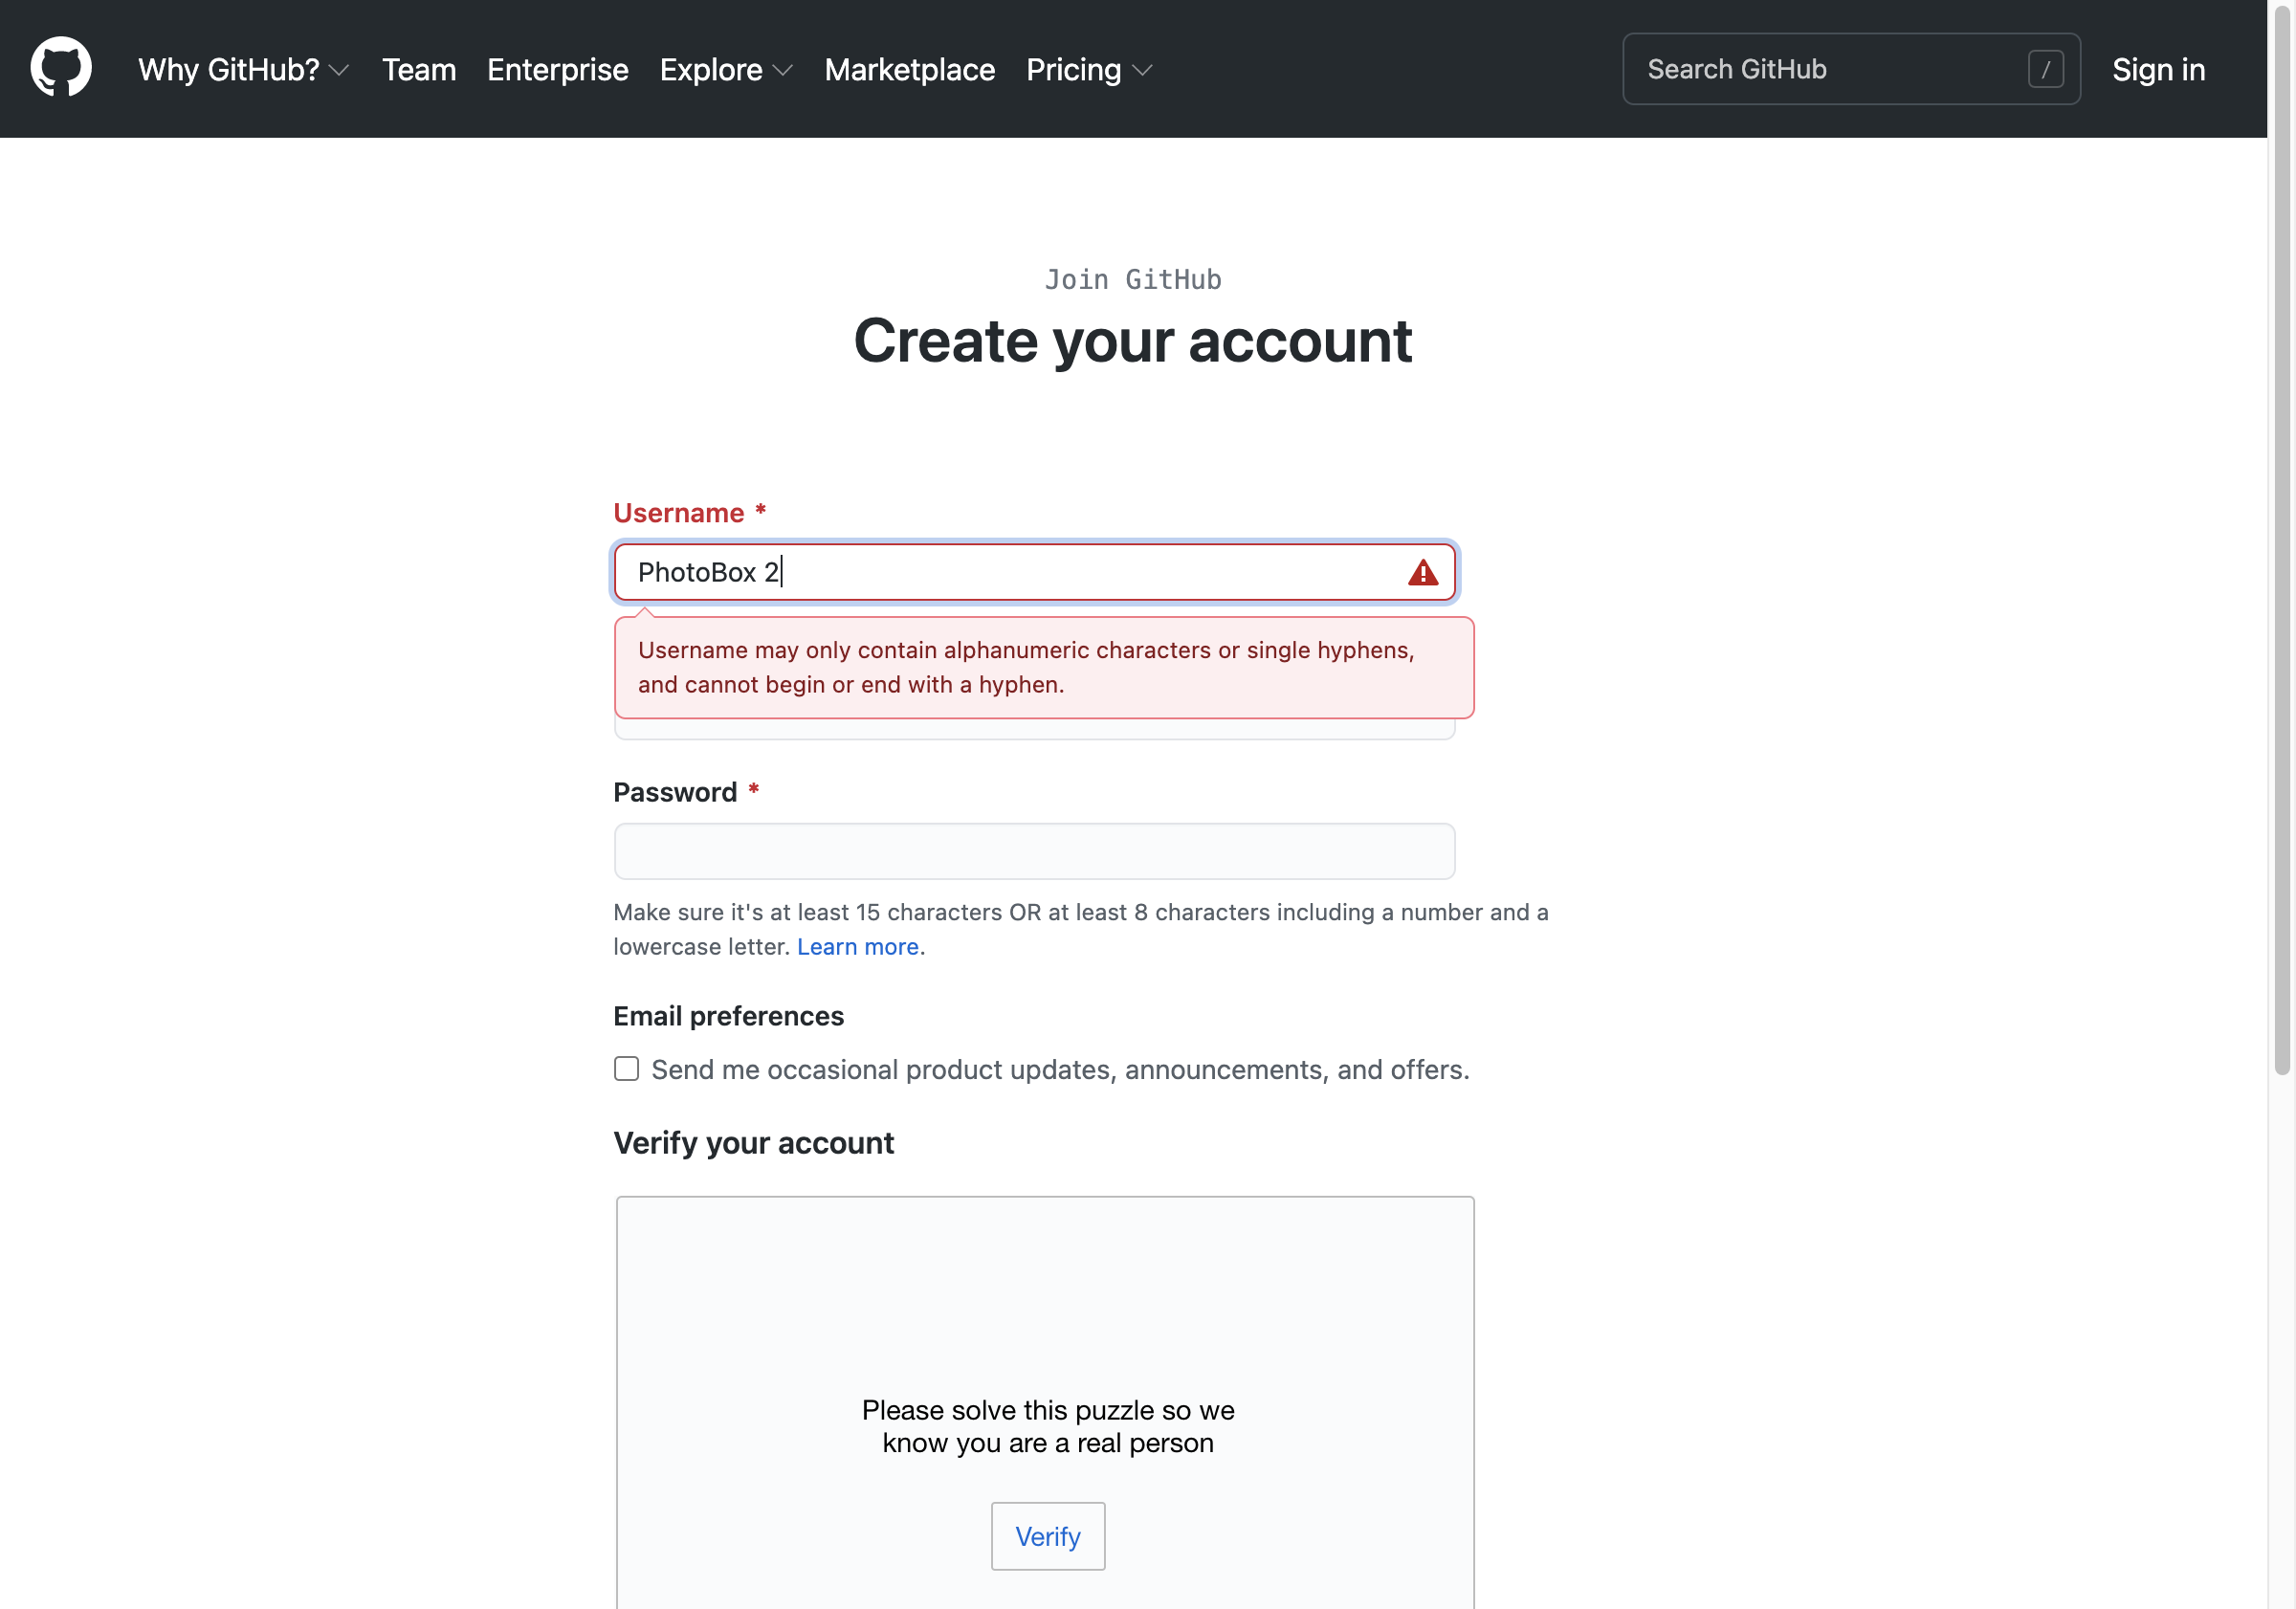 Why GitHub? Team Enterprise Explore Marketplace Pricing Search GitHub / Sign in
Join GitHub
Create your account
Username *
PhotoBox 2
Username may only contain alphanumeric characters or single hyphens,
and cannot begin or end with a hyphen.
Password *
Make sure it's at least 15 characters OR at least 8 characters including a number and a
lowercase letter. Learn more.
Email preferences
Send me occasional product updates, announcements, and offers.
Verify your account
Please solve this puzzle so we
know you are a real person
Verify